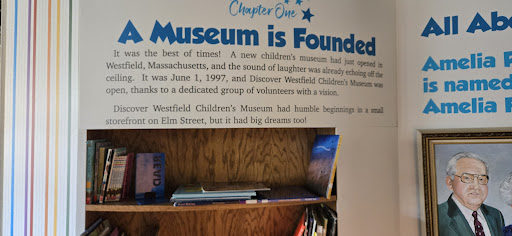 Chapter One
A Museum is Founded
It was the best of times! A new children's museum had just opened in
Westfield, Massachusetts, and the sound of laughter was already echoing off the
ceiling. It was June 1, 1997, and Discover Westfield Children's Museum was
open, thanks to a dedicated group of volunteers with a vision.
Discover Westfield Children's Museum had humble beginnings in a small
storefront on Elm Street, but it had big dreams too!
READ
All Abo
Amelia P
is named
Amelia P